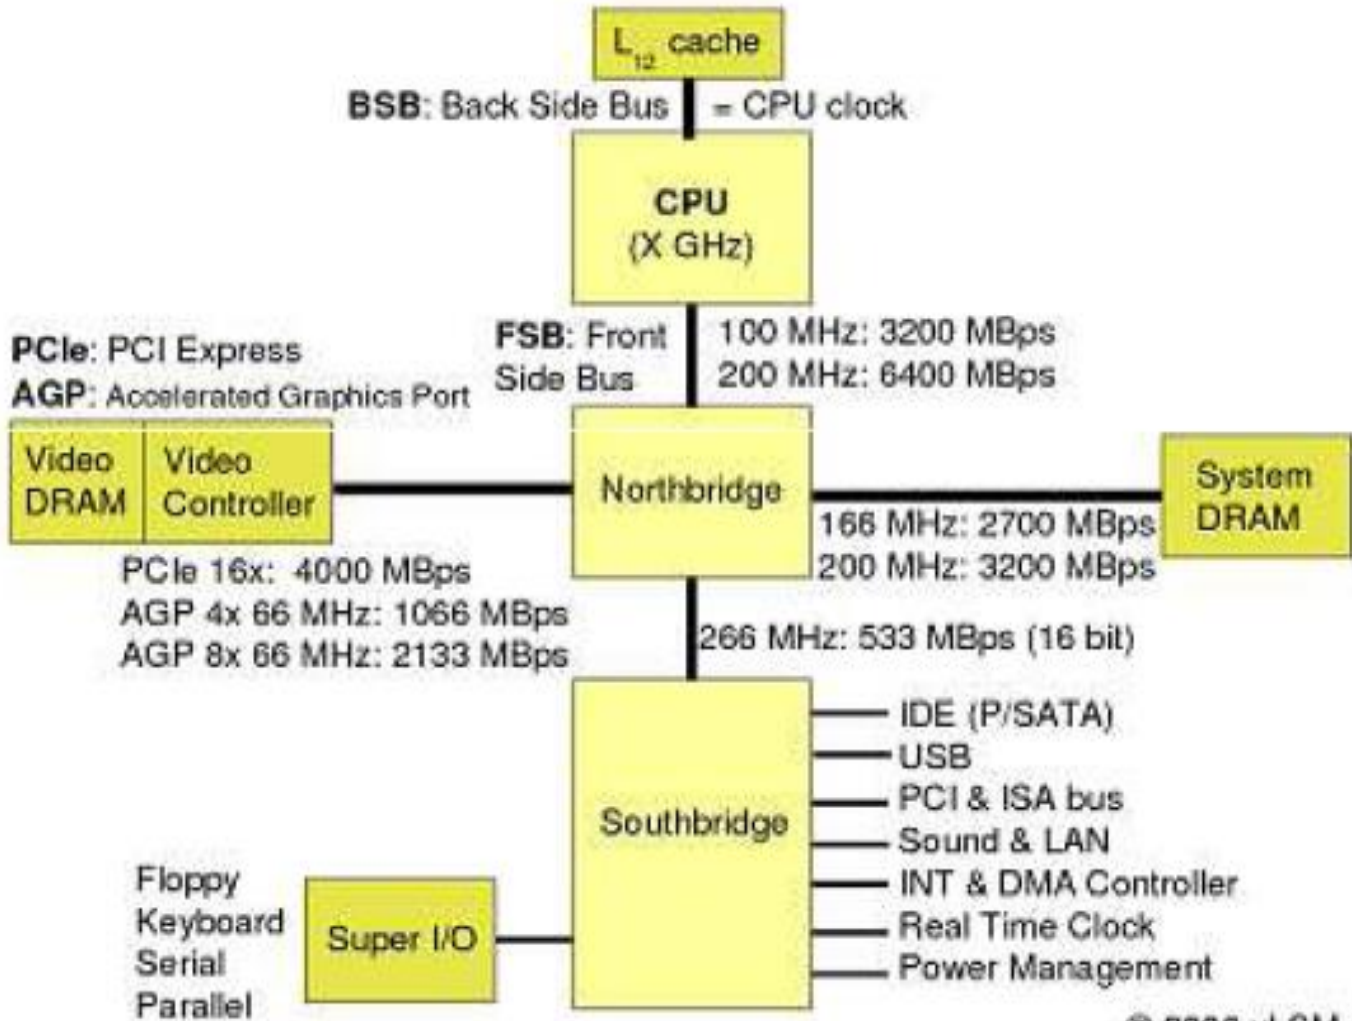 L12 cache
BSB: Back Side Bus = CPU clock
CPU
(X GHz)
PCIe: PCI Express
AGP: Accelerated Graphics Port
FSB: Front
Side Bus
100 MHz: 3200 MBps
200 MHz: 6400 MBps
Video
DRAM
Video
Controller
Northbridge
System
DRAM
166 MHz: 2700 MBps
200 MHz: 3200 MBps
PCIe 16x: 4000 MBps
AGP 4x 66 MHz: 1066 MBps
AGP 8x 66 MHz: 2133 MBps
266 MHz: 533 MBps (16 bit)
Southbridge
IDE (P/SATA)
USB
PCI & ISA bus
Sound & LAN
INT & DMA Controller
Real Time Clock
Power Management
Floppy
Keyboard
Serial
Parallel
Super I/O